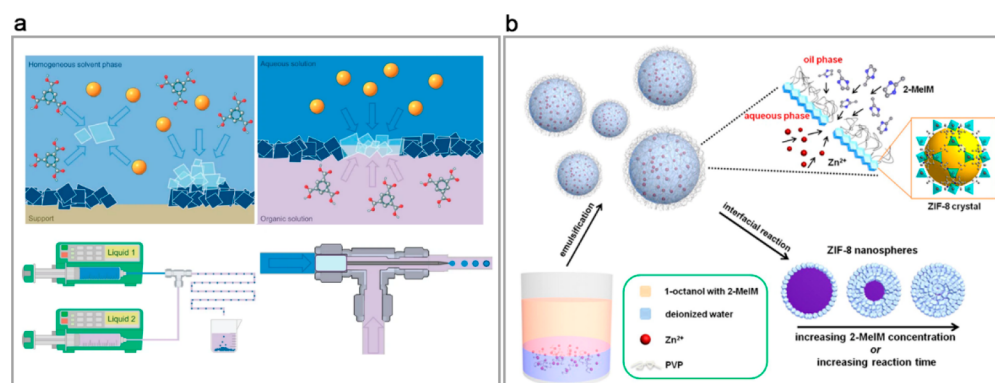 a
Homogeneous solvent phase
Aqueous solution
Support
Organic solution
Liquid 1
Liquid 2
b
oil phase
2-MeIM
aqueous phase
Zn²⁺
ZIF-8 crystal
emulsification
interfacial reaction
ZIF-8 nanospheres
1-octanol with 2-MeIM
deionized water
Zn²⁺
PVP
increasing 2-MeIM concentration
or
increasing reaction time